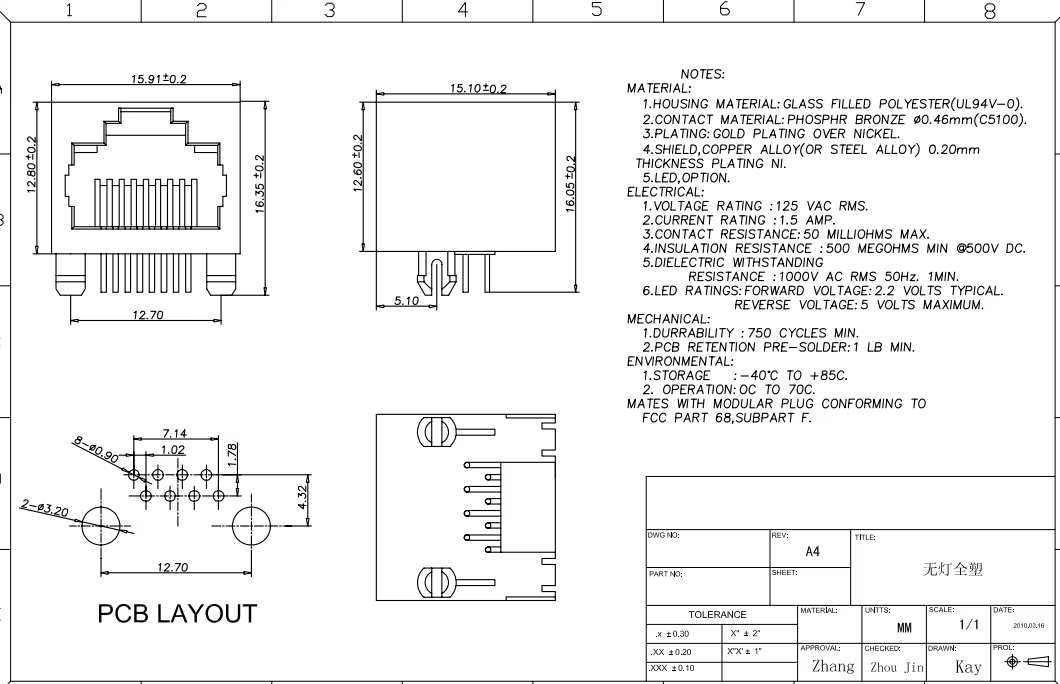 1 2 3 4 5 6 7 8
15.91±0.2
12.80±0.2
16.35±0.2
12.70
15.10±0.2
12.60±0.2
16.05±0.2
5.10
NOTES:
MATERIAL:
1.HOUSING MATERIAL:GLASS FILLED POLYESTER(UL94V-0).
2.CONTACT MATERIAL:PHOSPHR BRONZE ø0.46mm(C5100).
3.PLATING:GOLD PLATING OVER NICKEL.
4.SHIELD,COPPER ALLOY(OR STEEL ALLOY) 0.20mm
THICKNESS PLATING NI.
5.LED,OPTION.
ELECTRICAL:
1.VOLTAGE RATING :125 VAC RMS.
2.CURRENT RATING :1.5 AMP.
3.CONTACT RESISTANCE:50 MILLIOHMS MAX.
4.INSULATION RESISTANCE :500 MEGOHMS MIN @500V DC.
5.DIELECTRIC WITHSTANDING
RESISTANCE :1000V AC RMS 50Hz. 1MIN.
6.LED RATINGS:FORWARD VOLTAGE:2.2 VOLTS TYPICAL.
REVERSE VOLTAGE:5 VOLTS MAXIMUM.
MECHANICAL:
1.DURRABILITY :750 CYCLES MIN.
2.PCB RETENTION PRE-SOLDER:1 LB MIN.
ENVIRONMENTAL:
1.STORAGE :-40°C TO +85C.
2. OPERATION:OC TO 70C.
MATES WITH MODULAR PLUG CONFORMING TO
FCC PART 68,SUBPART F.
7.14
8-ø0.90
1.02
1.78
4.32
2-ø3.20
12.70
PCB LAYOUT
DWG NO:
REV:
A4
TITLE:
无灯全塑
PART NO:
SHEET:
TOLERANCE
MATERIAL:
UNTTS:
MM
SCALE:
1/1
DATE:
2010.03.16
.x ±0.30 X° ± 2°
.XX ±0.20 X°X' ± 1°
.XXX ±0.10
APPROVAL:
Zhang
CHECKED:
Zhou Jin
DRAWN:
Kay
PROL: